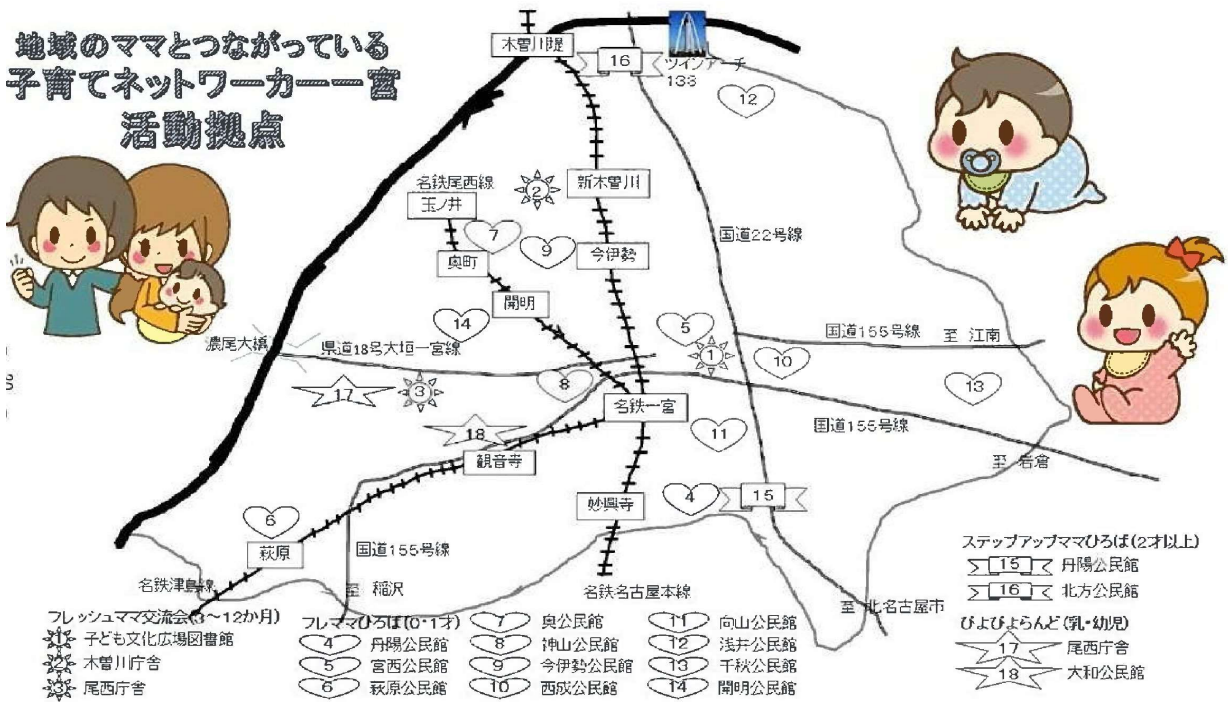 地域のママとつながっている
子育てネットワーカー一宮
活動拠点
木曽川堤
16
ツインアーチ
138
12
名鉄尾西線
玉ノ井
2
新木曽川
国道22号線
7
9
奥町
今伊勢
開明
14
5
国道155号線
至 江南
濃尾大橋
県道18号大垣一宮線
1
10
17
3
8
13
名鉄一宮
国道155号線
18
11
観音寺
至 岩倉
妙興寺
4
15
6
萩原
国道155号線
名鉄津島線
至 稲沢
名鉄名古屋本線
至 北名古屋市
フレッシュママ交流会(3～12か月)
1 子ども文化広場図書館
2 木曽川庁舎
3 尾西庁舎
フレママひろば(0・1才)
4 丹陽公民館
5 宮西公民館
6 萩原公民館
7 奥公民館
8 神山公民館
9 今伊勢公民館
10 西成公民館
11 向山公民館
12 浅井公民館
13 千秋公民館
14 開明公民館
ステップアップママひろば(2才以上)
15 丹陽公民館
16 北方公民館
ぴよぴよらんど(乳・幼児)
17 尾西庁舎
18 大和公民館